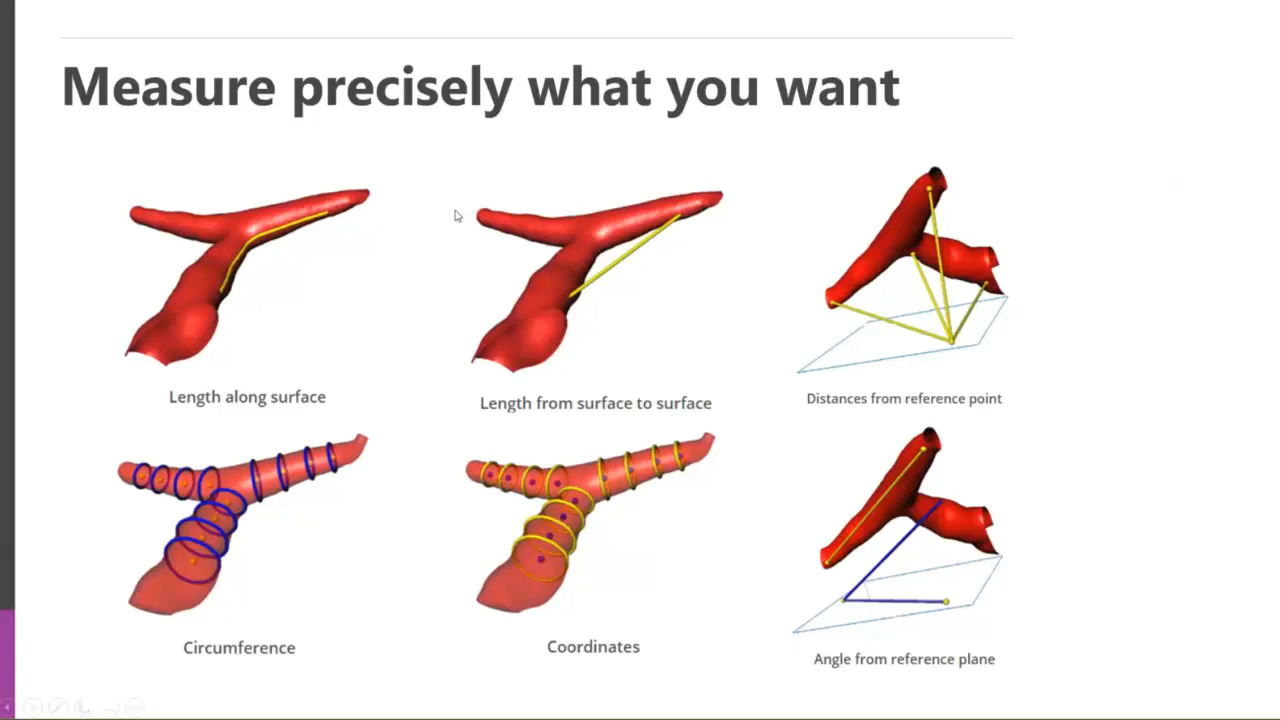 Measure precisely what you want
Length along surface
Length from surface to surface
Distances from reference point
Circumference
Coordinates
Angle from reference plane